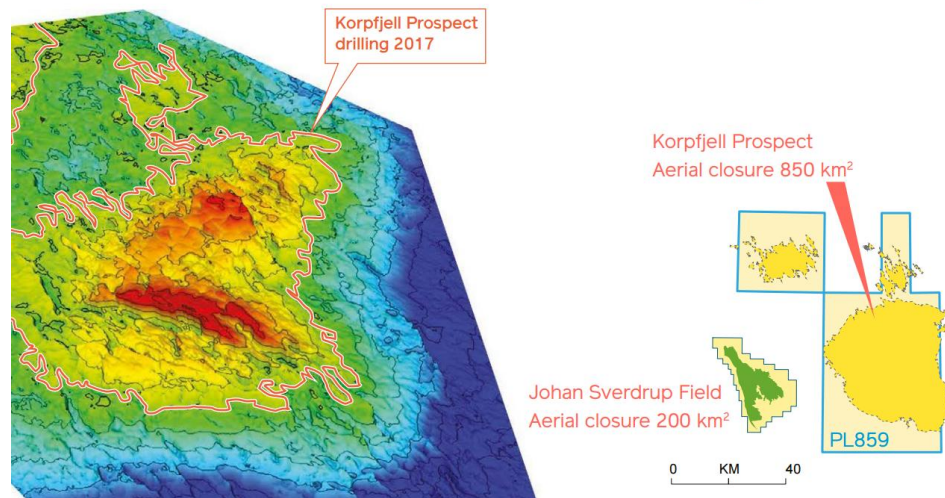 Korpfjell Prospect
drilling 2017
Korpfjell Prospect
Aerial closure 850 km²
Johan Sverdrup Field
Aerial closure 200 km²
PL859
0 KM 40